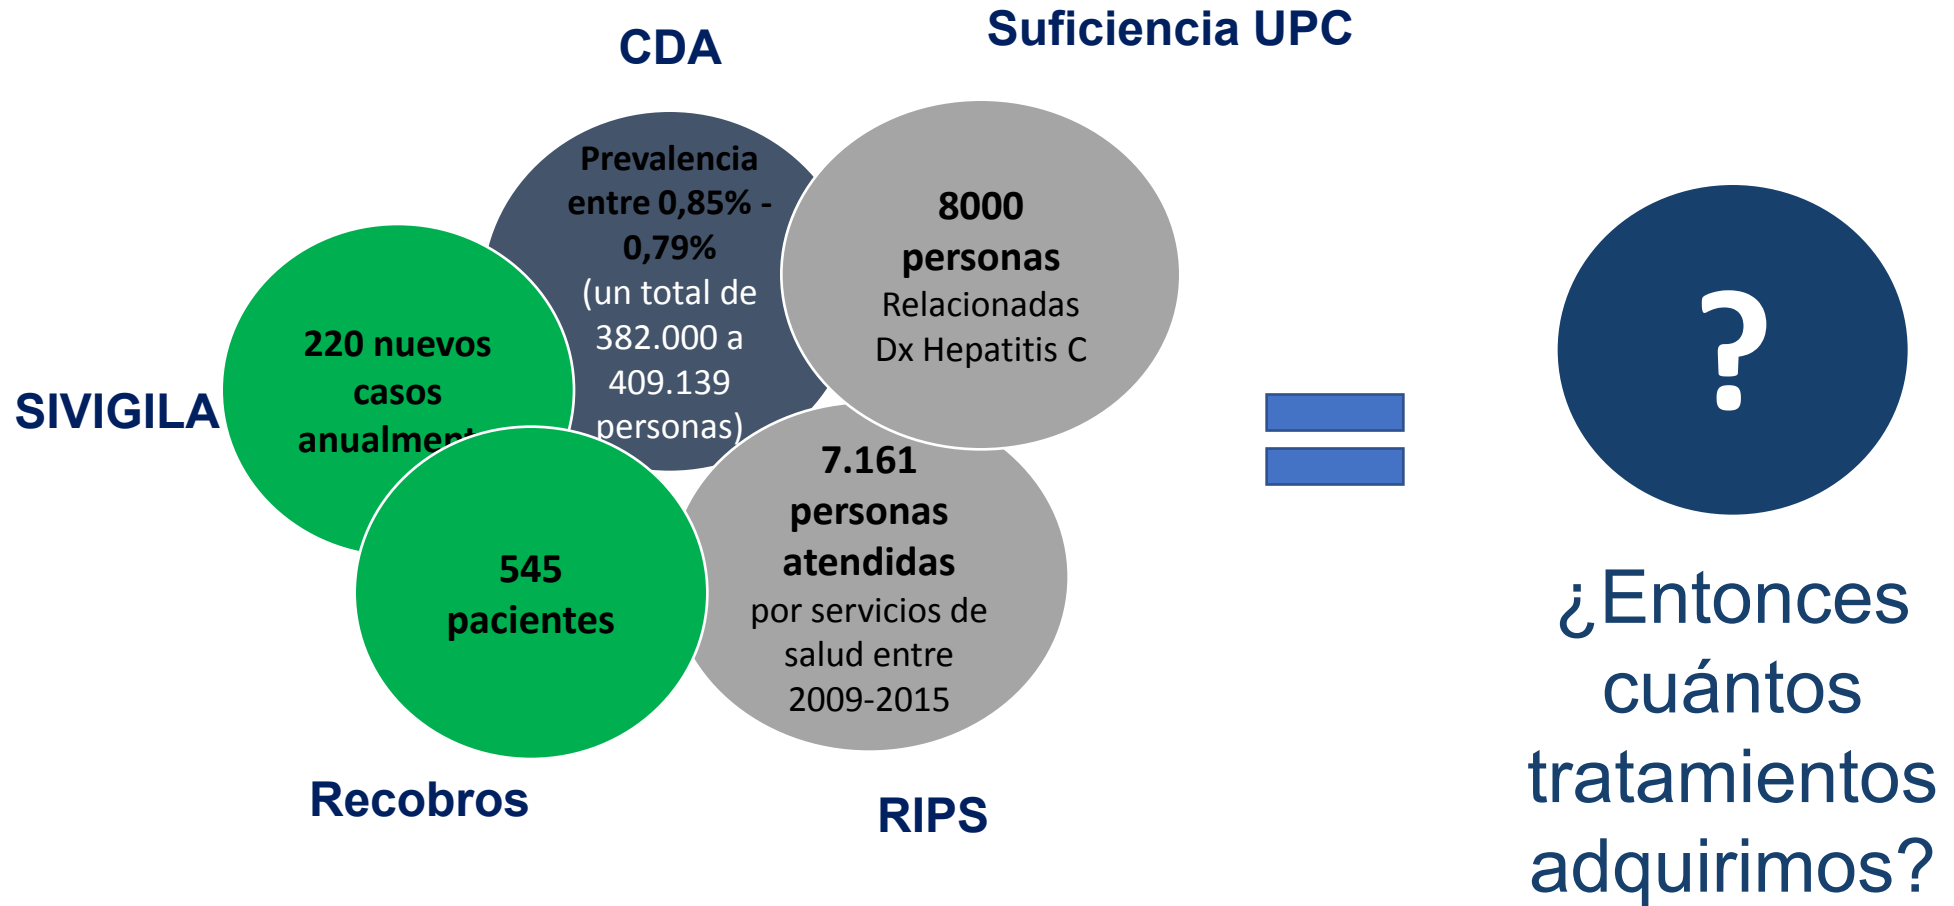 CDA
Suficiencia UPC
Prevalencia
entre 0,85% -
0,79%
(un total de
382.000 a
409.139
personas)
8000
personas
Relacionadas
Dx Hepatitis C
SIVIGILA
220 nuevos
casos
545
pacientes
Recobros
7.161
personas
atendidas
por servicios de
salud entre
2009-2015
RIPS
?
¿Entonces
cuántos
tratamientos
adquirimos?